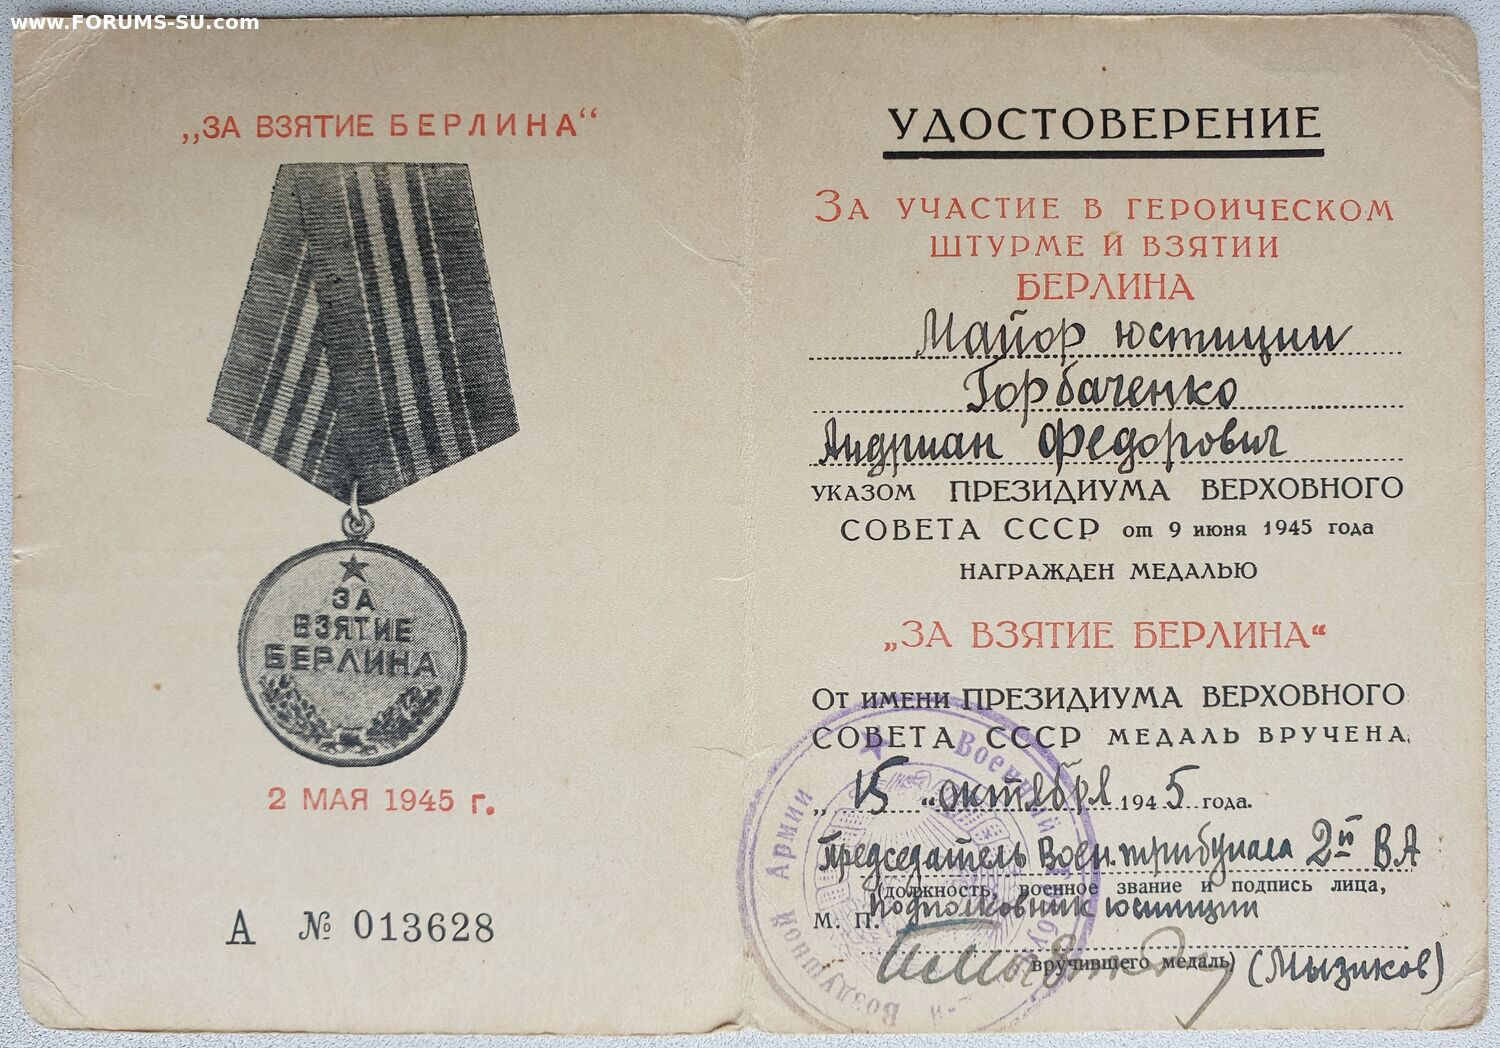 www.FORUMS-SU.com
„ЗА ВЗЯТИЕ БЕРЛИНА“
ЗА
ВЗЯТИЕ
БЕРЛИНА
2 МАЯ 1945 г.
А № 013628
УДОСТОВЕРЕНИЕ
ЗА УЧАСТИЕ В ГЕРОИЧЕСКОМ
ШТУРМЕ И ВЗЯТИИ
БЕРЛИНА
Майор юстиции
Горбаченко
Андриан Федорович
УКАЗОМ ПРЕЗИДИУМА ВЕРХОВНОГО
СОВЕТА СССР от 9 июня 1945 года
НАГРАЖДЕН МЕДАЛЬЮ
„ЗА ВЗЯТИЕ БЕРЛИНА“
ОТ ИМЕНИ ПРЕЗИДИУМА ВЕРХОВНОГО
СОВЕТА СССР МЕДАЛЬ ВРУЧЕНА
„15“ октября 1945 года.
Председатель Воен. трибунала 2й ВА
(должность, военное звание и подпись лица,
подполковник юстиции
М. П.
вручившего медаль) (Мызиков)
Военный
Воздушной Армии